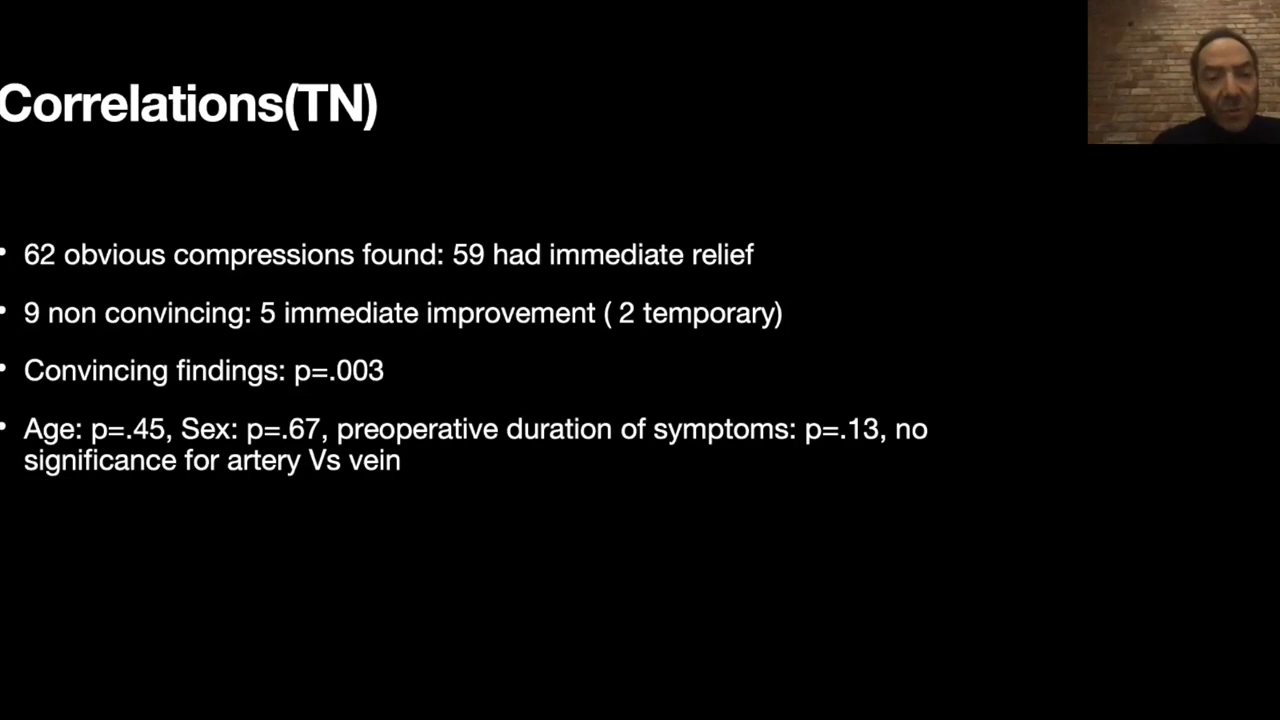 Correlations(TN)
• 62 obvious compressions found: 59 had immediate relief
• 9 non convincing: 5 immediate improvement ( 2 temporary)
• Convincing findings: p=.003
• Age: p=.45, Sex: p=.67, preoperative duration of symptoms: p=.13, no
significance for artery Vs vein